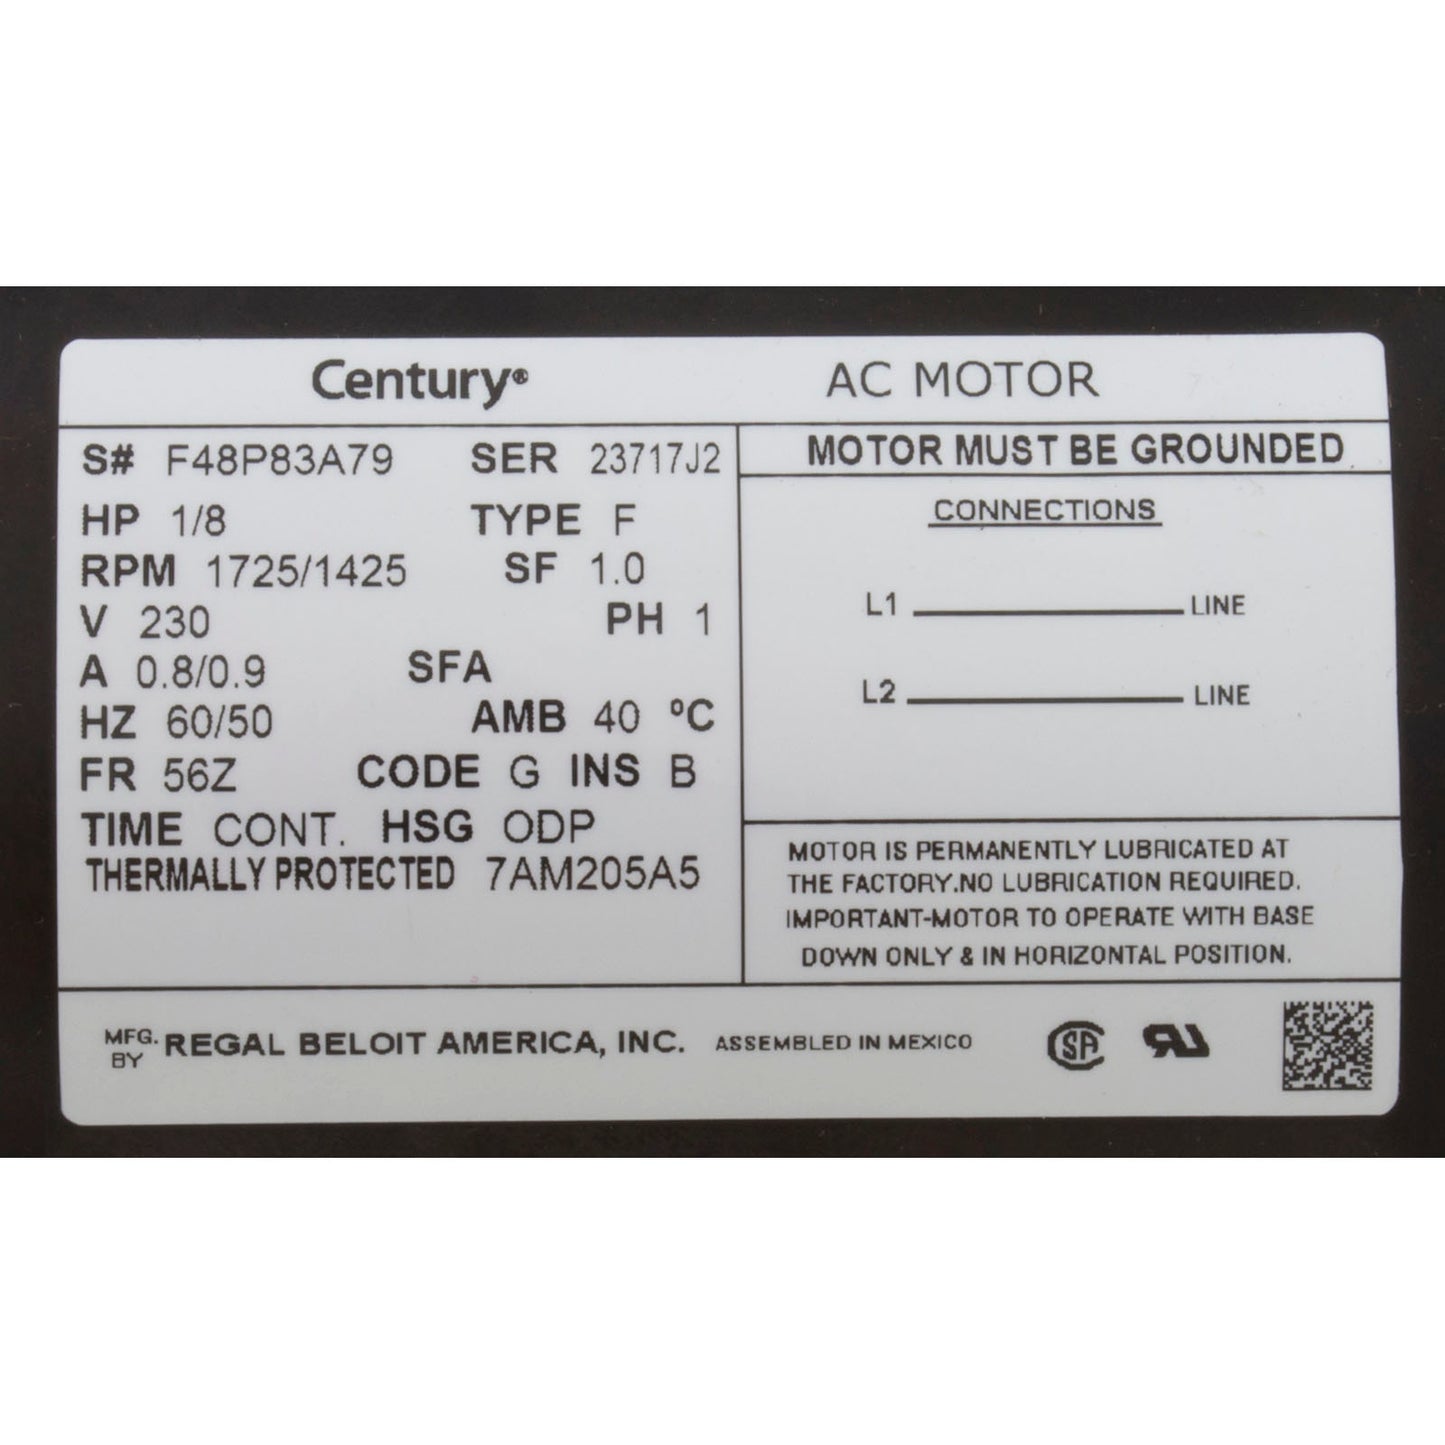 Century® AC MOTOR
S# F48P83A79 SER 23717J2
HP 1/8 TYPE F
RPM 1725/1425 SF 1.0
V 230 PH 1
A 0.8/0.9 SFA
HZ 60/50 AMB 40 ºC
FR 56Z CODE G INS B
TIME CONT. HSG ODP
THERMALLY PROTECTED 7AM205A5
MOTOR MUST BE GROUNDED
CONNECTIONS
L1 LINE
L2 LINE
MOTOR IS PERMANENTLY LUBRICATED AT
THE FACTORY.NO LUBRICATION REQUIRED.
IMPORTANT-MOTOR TO OPERATE WITH BASE
DOWN ONLY & IN HORIZONTAL POSITION.
MFG. BY REGAL BELOIT AMERICA, INC. ASSEMBLED IN MEXICO